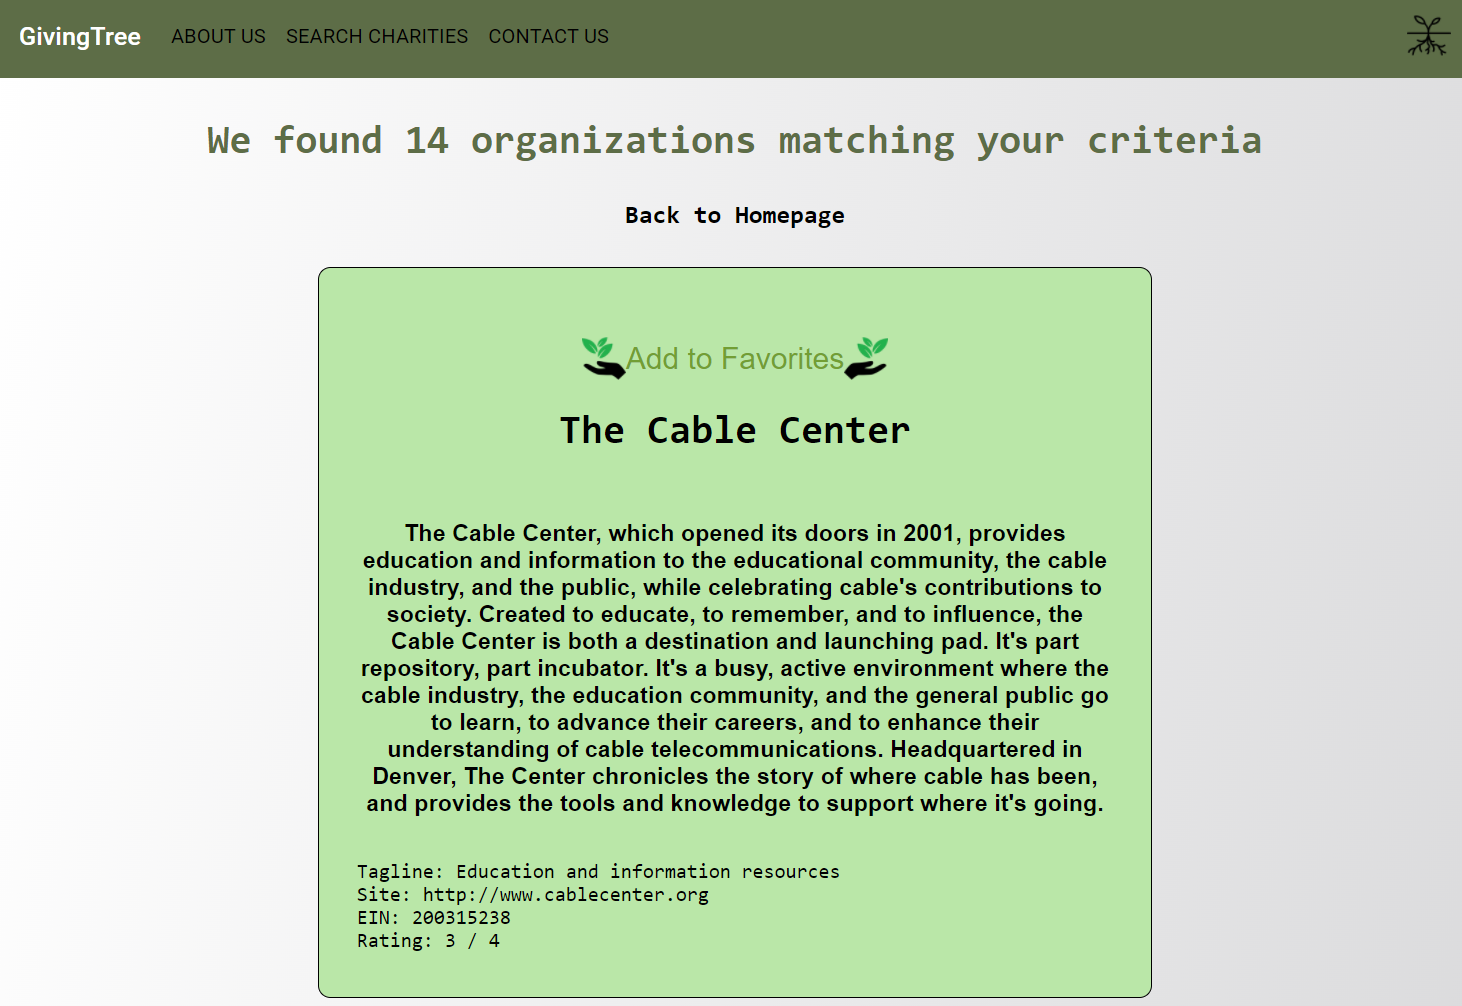 GivingTree ABOUT US SEARCH CHARITIES CONTACT US
We found 14 organizations matching your criteria
Back to Homepage
Add to Favorites
The Cable Center
The Cable Center, which opened its doors in 2001, provides
education and information to the educational community, the cable
industry, and the public, while celebrating cable's contributions to
society. Created to educate, to remember, and to influence, the
Cable Center is both a destination and launching pad. It's part
repository, part incubator. It's a busy, active environment where the
cable industry, the education community, and the general public go
to learn, to advance their careers, and to enhance their
understanding of cable telecommunications. Headquartered in
Denver, The Center chronicles the story of where cable has been,
and provides the tools and knowledge to support where it's going.
Tagline: Education and information resources
Site: http://www.cablecenter.org
EIN: 200315238
Rating: 3 / 4